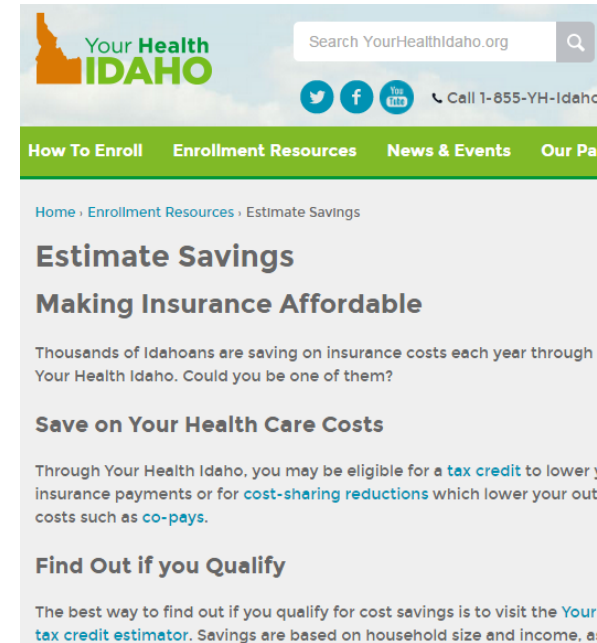 Your Health
IDAHO
Search YourHealthIdaho.org
You
Tube
Call 1-855-YH-Idaho
How To Enroll Enrollment Resources News & Events Our
Home › Enrollment Resources › Estimate Savings
Estimate Savings
Making Insurance Affordable
Thousands of Idahoans are saving on insurance costs each year through
Your Health Idaho. Could you be one of them?
Save on Your Health Care Costs
Through Your Health Idaho, you may be eligible for a tax credit to lower
insurance payments or for cost-sharing reductions which lower your out
costs such as co-pays.
Find Out if you Qualify
The best way to find out if you qualify for cost savings is to visit the Your
tax credit estimator. Savings are based on household size and income,